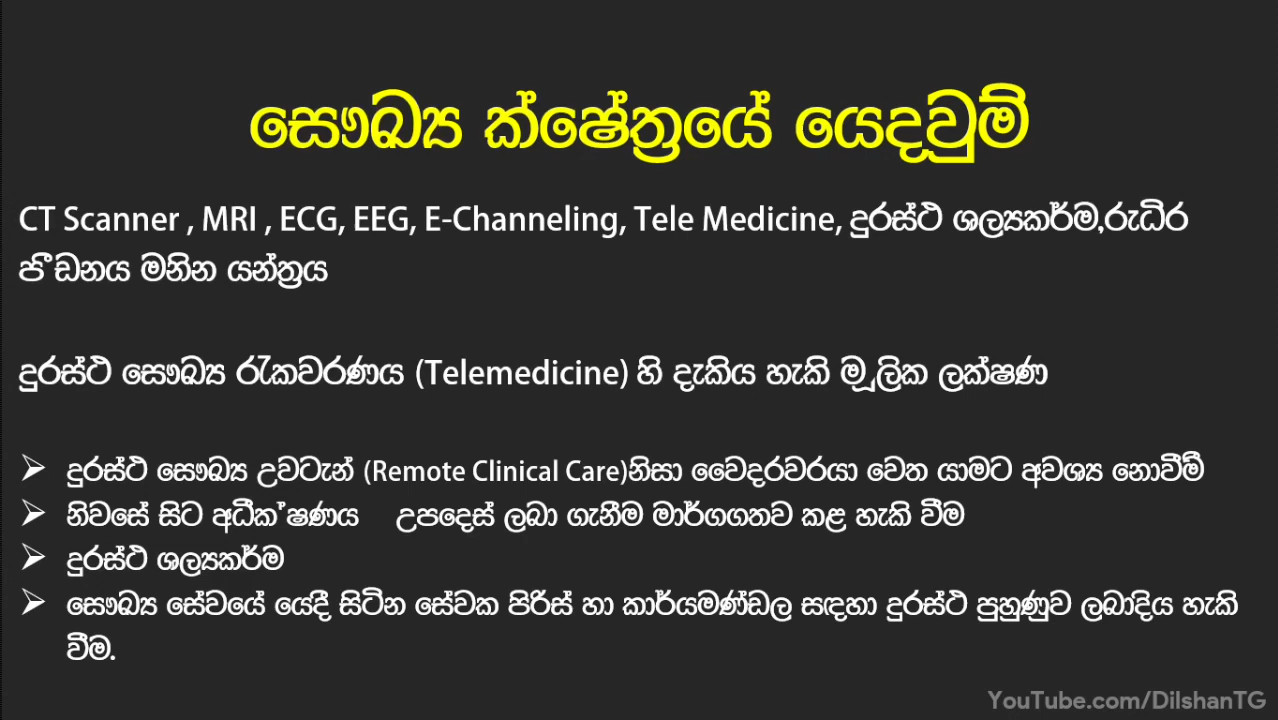 සෞඛ්‍ය ක්ෂේත්‍රයේ යෙදවුම්
CT Scanner , MRI , ECG, EEG, E-Channeling, Tele Medicine, දුරස්ථ ශල්‍යකර්ම,රුධිර
පීඩනය මනින යන්ත්‍රය
දුරස්ථ සෞඛ්‍ය රැකවරණය (Telemedicine) හි දැකිය හැකි මූලික ලක්ෂණ
➢ දුරස්ථ සෞඛ්‍ය උවටැන් (Remote Clinical Care)නිසා වෛදරවරයා වෙත යාමට අවශ්‍ය නොවීමී
➢ නිවසේ සිට අධීක්ෂණය උපදෙස් ලබා ගැනීම මාර්ගගතව කළ හැකි වීම
➢ දුරස්ථ ශල්‍යකර්ම
➢ සෞඛ්‍ය සේවයේ යේදී සිටින සේවක පිරිස් හා කාර්යමණ්ඩල සඳහා දුරස්ථ පුහුණුව ලබාදිය හැකි
වීම.
YouTube.com/DilshanTG